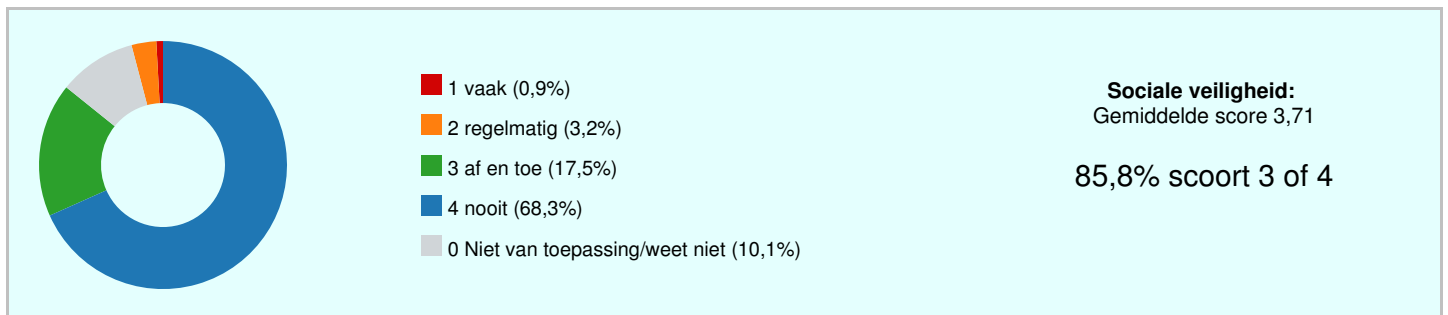 1 vaak (0,9%)
2 regelmatig (3,2%)
3 af en toe (17,5%)
4 nooit (68,3%)
0 Niet van toepassing/weet niet (10,1%)
Sociale veiligheid:
Gemiddelde score 3,71
85,8% scoort 3 of 4